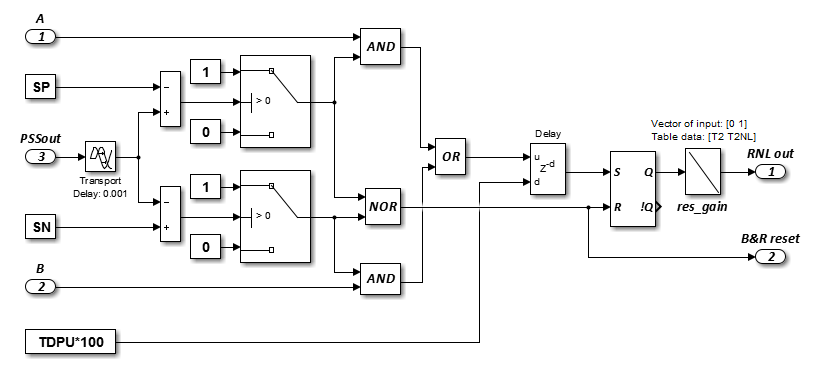 A
1
AND
SP
1
-
+
> 0
0
PSSout
3
Transport
Delay: 0.001
OR
Delay
u
Z-d
d
Vector of input: [0 1]
Table data: [T2 T2NL]
S
Q
R
!Q
res_gain
RNL out
1
1
-
+
> 0
0
NOR
SN
B&R reset
2
B
2
AND
TDPU*100